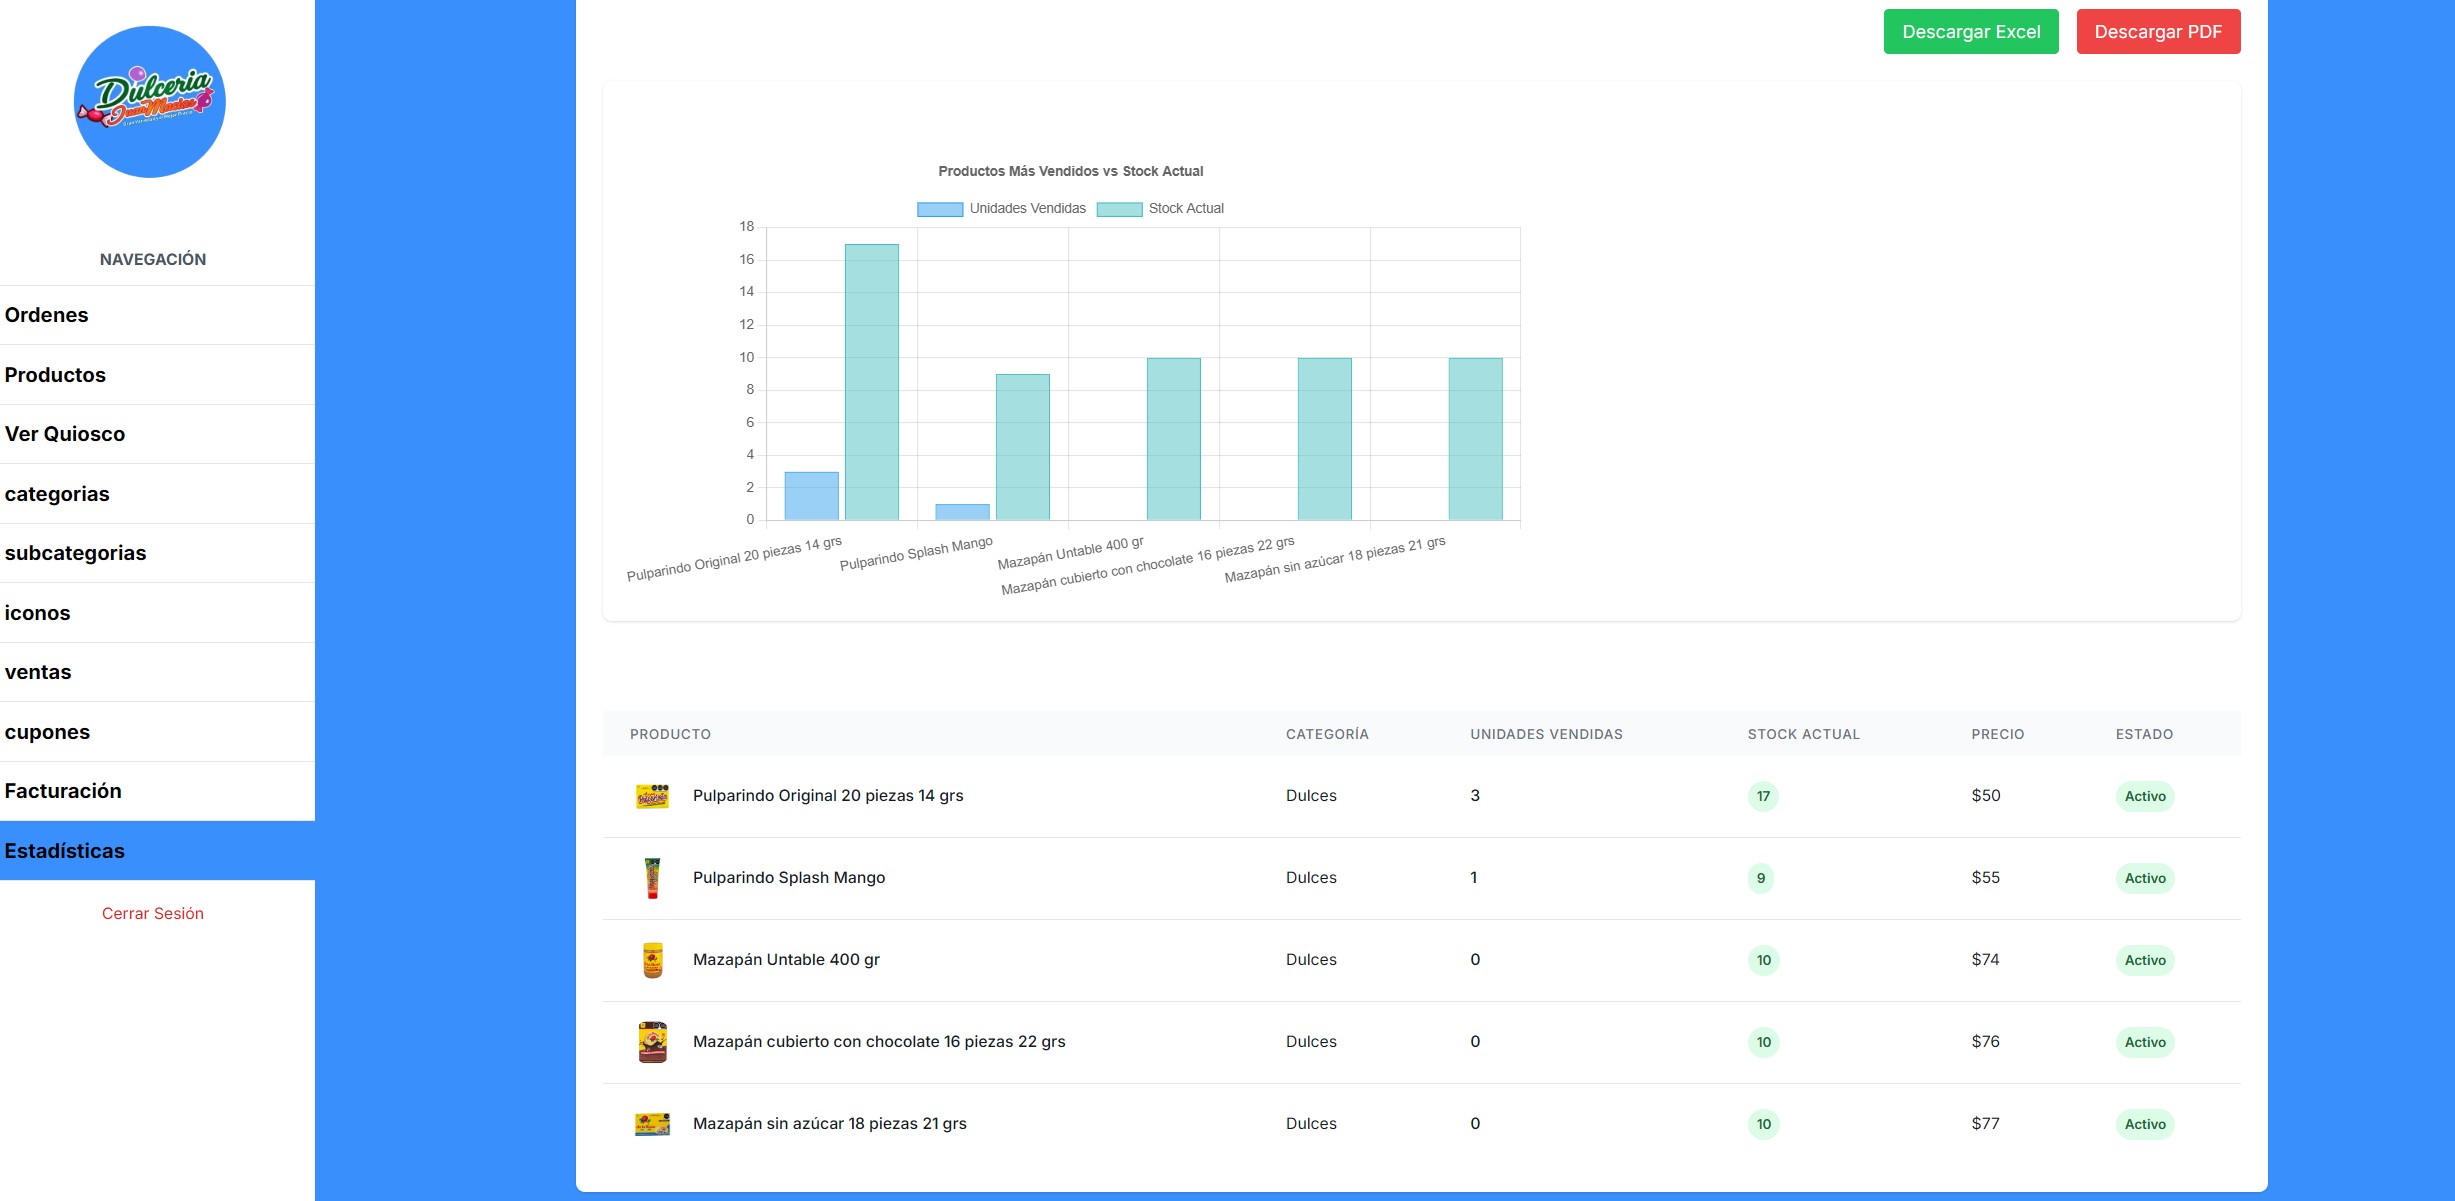 Dulceria
Juan Macias
NAVEGACIÓN
Ordenes
Productos
Ver Quiosco
categorias
subcategorias
iconos
ventas
cupones
Facturación
Estadísticas
Cerrar Sesión
Descargar Excel Descargar PDF
Productos Más Vendidos vs Stock Actual
Unidades Vendidas Stock Actual
18
16
14
12
10
8
6
4
2
0
Pulparindo Original 20 piezas 14 grs
Pulparindo Splash Mango
Mazapán Untable 400 gr
Mazapán cubierto con chocolate 16 piezas 22 grs
Mazapán sin azúcar 18 piezas 21 grs
PRODUCTO CATEGORÍA UNIDADES VENDIDAS STOCK ACTUAL PRECIO ESTADO
Pulparindo Original 20 piezas 14 grs Dulces 3 17 $50 Activo
Pulparindo Splash Mango Dulces 1 9 $55 Activo
Mazapán Untable 400 gr Dulces 0 10 $74 Activo
Mazapán cubierto con chocolate 16 piezas 22 grs Dulces 0 10 $76 Activo
Mazapán sin azúcar 18 piezas 21 grs Dulces 0 10 $77 Activo